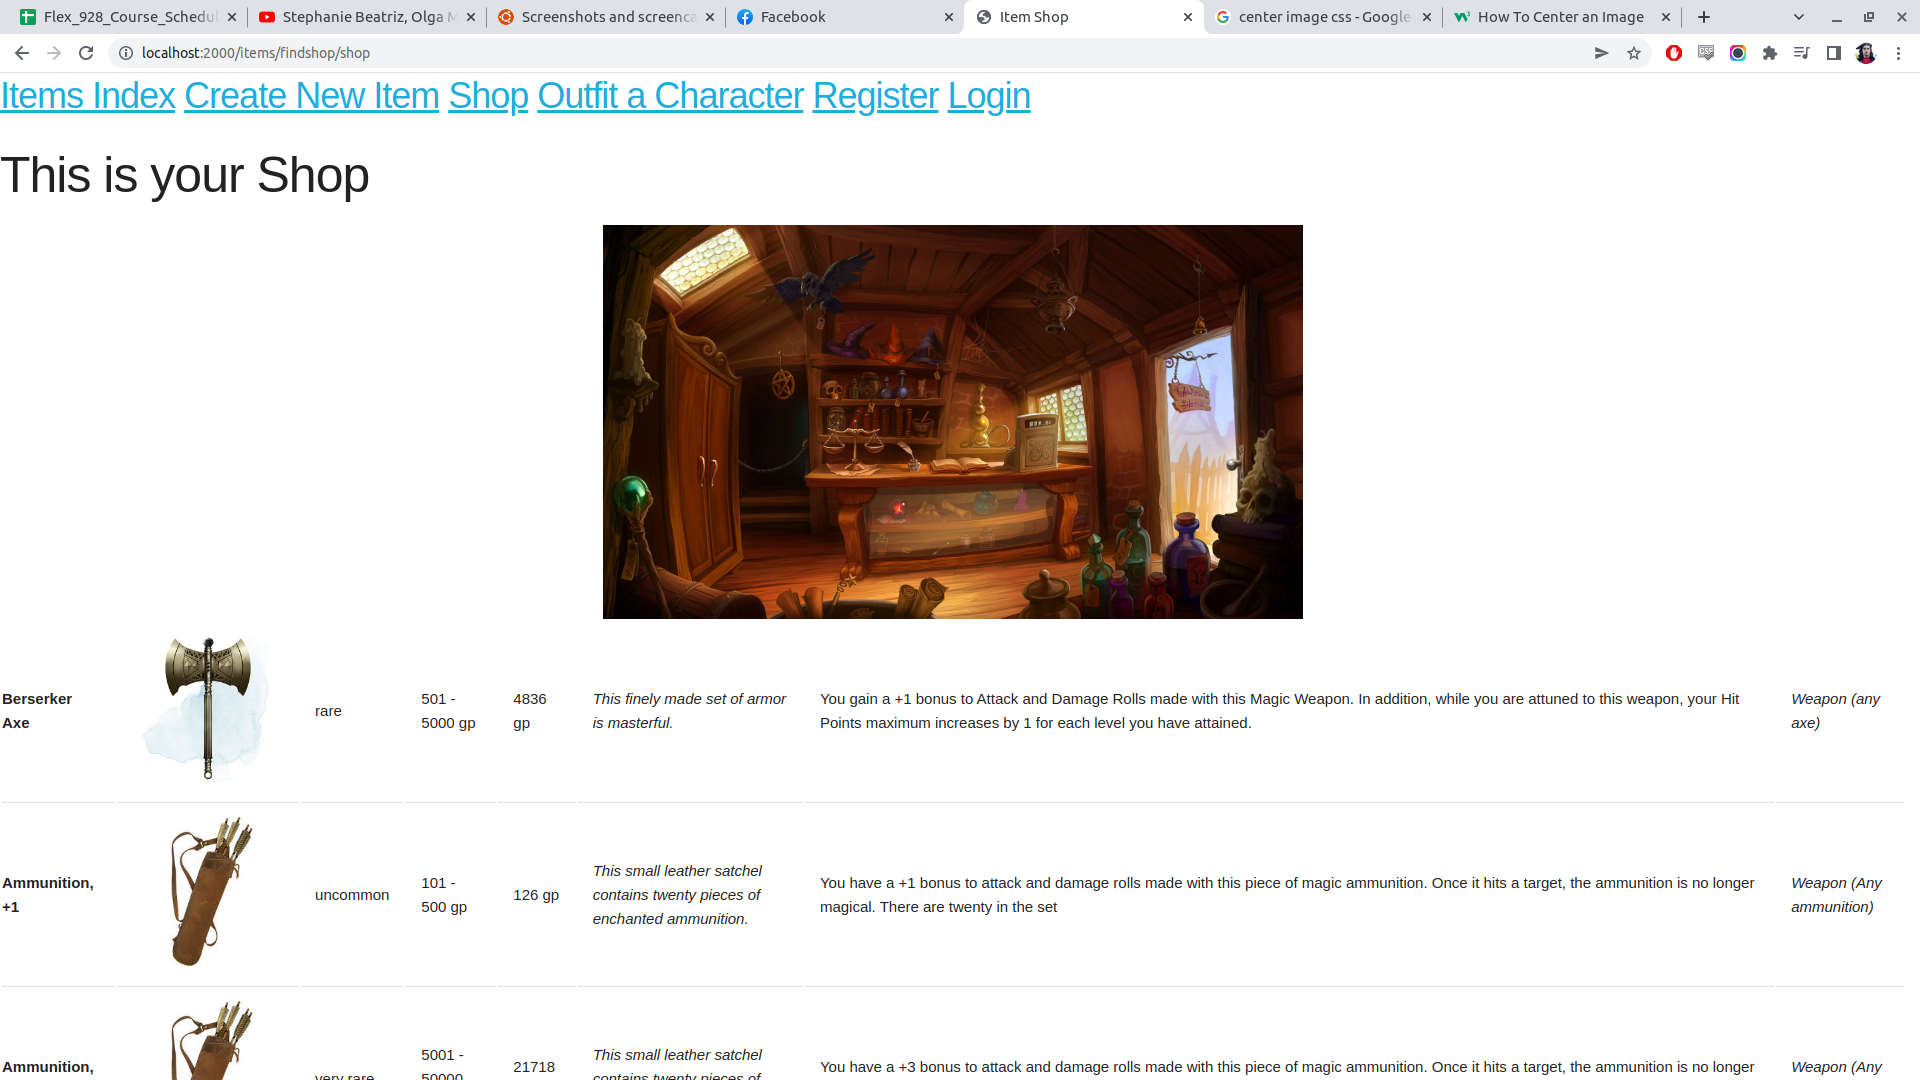 Flex_928_Course_Schedul
Stephanie Beatriz, Olga M
Screenshots and screenca
Facebook
Item Shop
center image css - Google
How To Center an Image
localhost:2000/items/findshop/shop
Items Index Create New Item Shop Outfit a Character Register Login
This is your Shop
Berserker
Axe
rare
501 -
5000 gp
4836
gp
This finely made set of armor
is masterful.
You gain a +1 bonus to Attack and Damage Rolls made with this Magic Weapon. In addition, while you are attuned to this weapon, your Hit
Points maximum increases by 1 for each level you have attained.
Weapon (any
axe)
Ammunition,
+1
uncommon
101 -
500 gp
126 gp
This small leather satchel
contains twenty pieces of
enchanted ammunition.
You have a +1 bonus to attack and damage rolls made with this piece of magic ammunition. Once it hits a target, the ammunition is no longer
magical. There are twenty in the set
Weapon (Any
ammunition)
Ammunition,
very rare
5001 -
50000
21718
This small leather satchel
contains twenty pieces of
You have a +3 bonus to attack and damage rolls made with this piece of magic ammunition. Once it hits a target, the ammunition is no longer
Weapon (Any